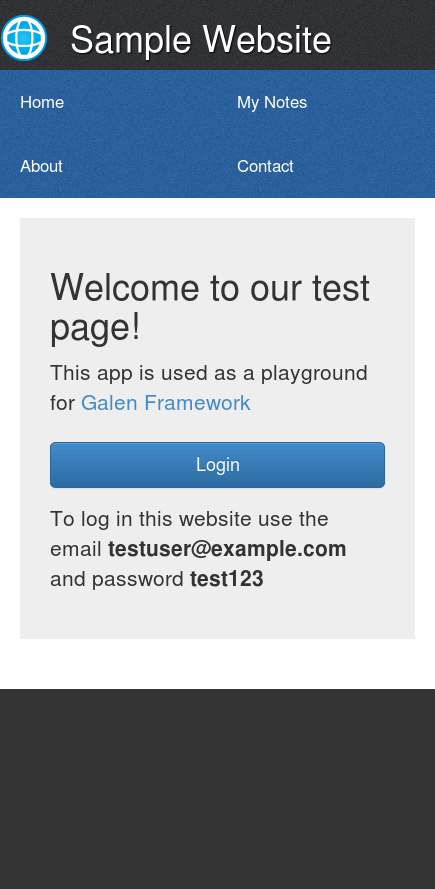 Sample Website
Home
My Notes
About
Contact
Welcome to our test
page!
This app is used as a playground
for Galen Framework
Login
To log in this website use the
email testuser@example.com
and password test123